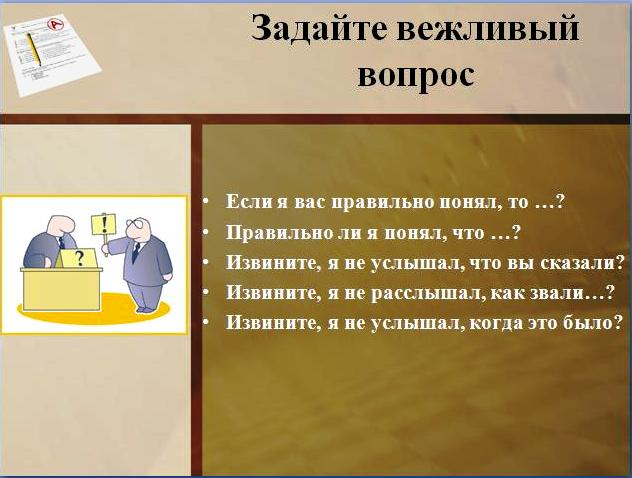 Задайте вежливый
вопрос
A
!
?
• Если я вас правильно понял, то …?
• Правильно ли я понял, что …?
• Извините, я не услышал, что вы сказали?
• Извините, я не расслышал, как звали…?
• Извините, я не услышал, когда это было?